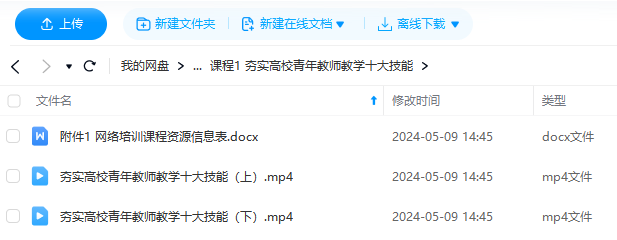 上传 新建文件夹 新建在线文档 离线下载
我的网盘 ... 课程1 夯实高校青年教师教学十大技能
文件名 修改时间 类型
附件1 网络培训课程资源信息表.docx 2024-05-09 14:45 docx文件
夯实高校青年教师教学十大技能（上）.mp4 2024-05-09 14:45 mp4文件
夯实高校青年教师教学十大技能（下）.mp4 2024-05-09 14:45 mp4文件